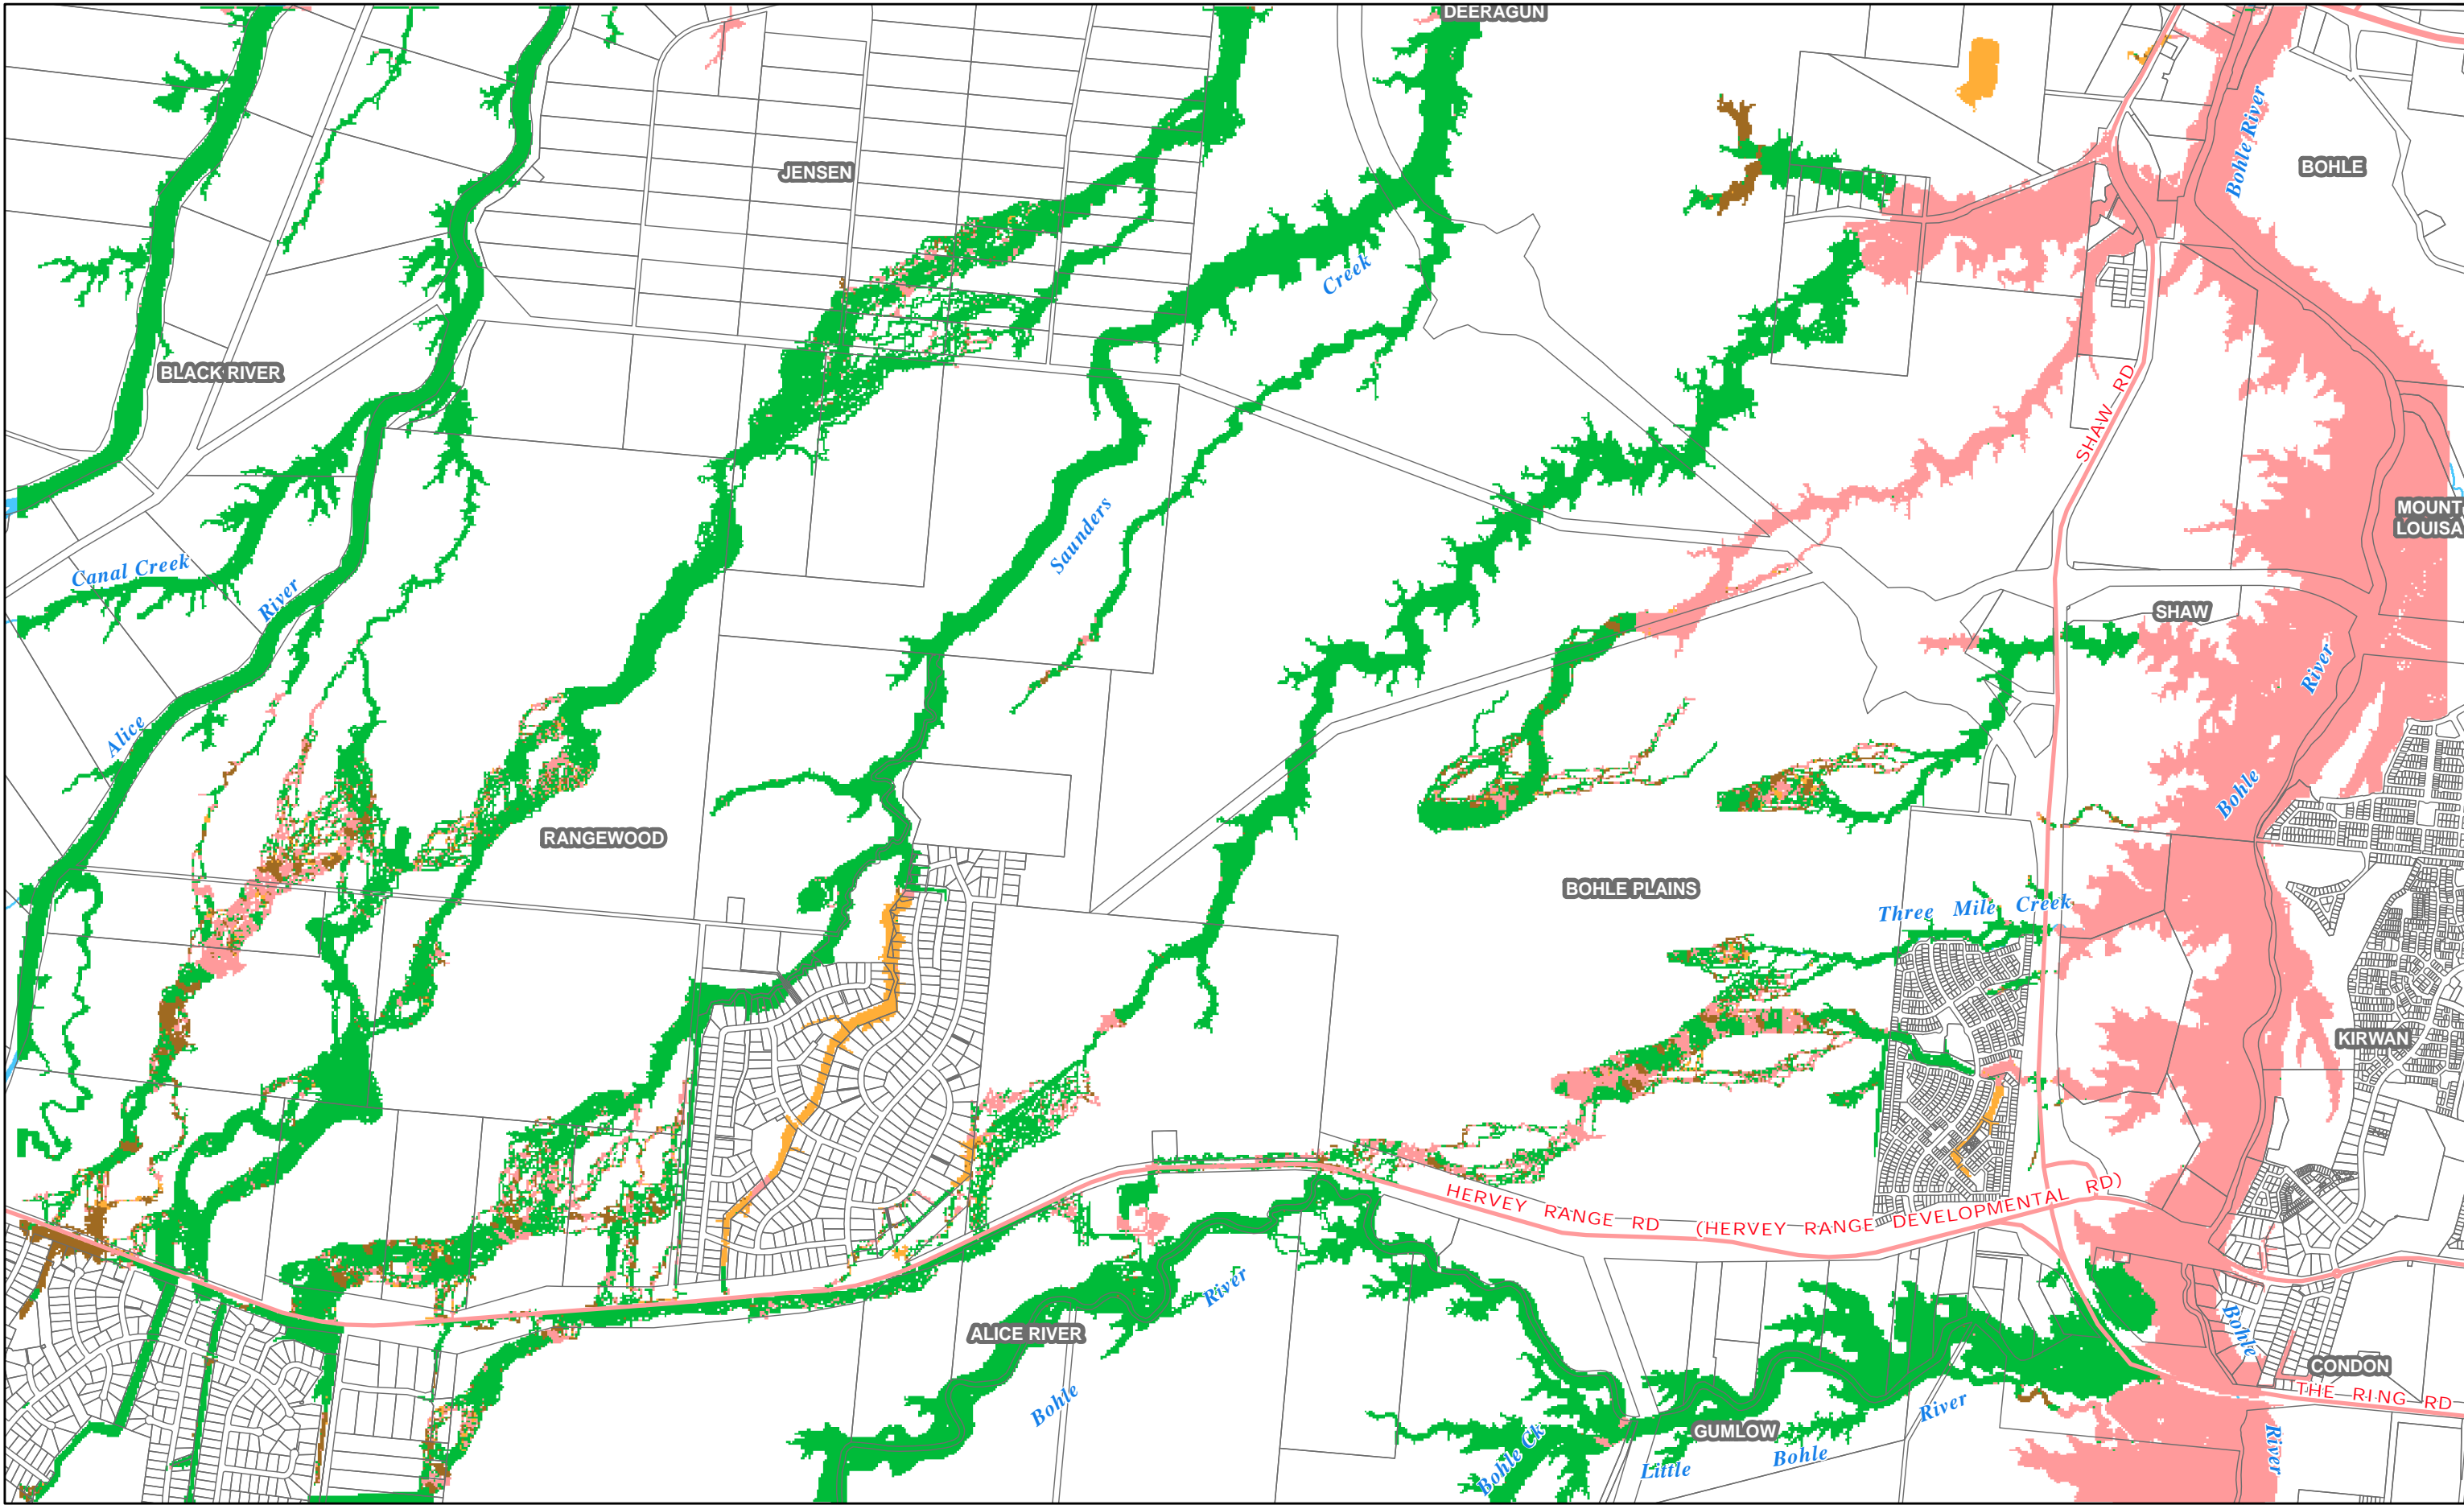 DEERAGUN
Bohle River
BOHLE
JENSEN
Creek
BLACK RIVER
SHAW RD
MOUNT
LOUISA
Saunders
Canal Creek
River
SHAW
River
Alice
Bohle
RANGEWOOD
BOHLE PLAINS
Three Mile Creek
KIRWAN
HERVEY RANGE RD (HERVEY RANGE DEVELOPMENTAL RD)
River
ALICE RIVER
Bohle
CONDON
THE RING RD
Bohle
River
GUMLOW
Bohle Ck
Little Bohle
River